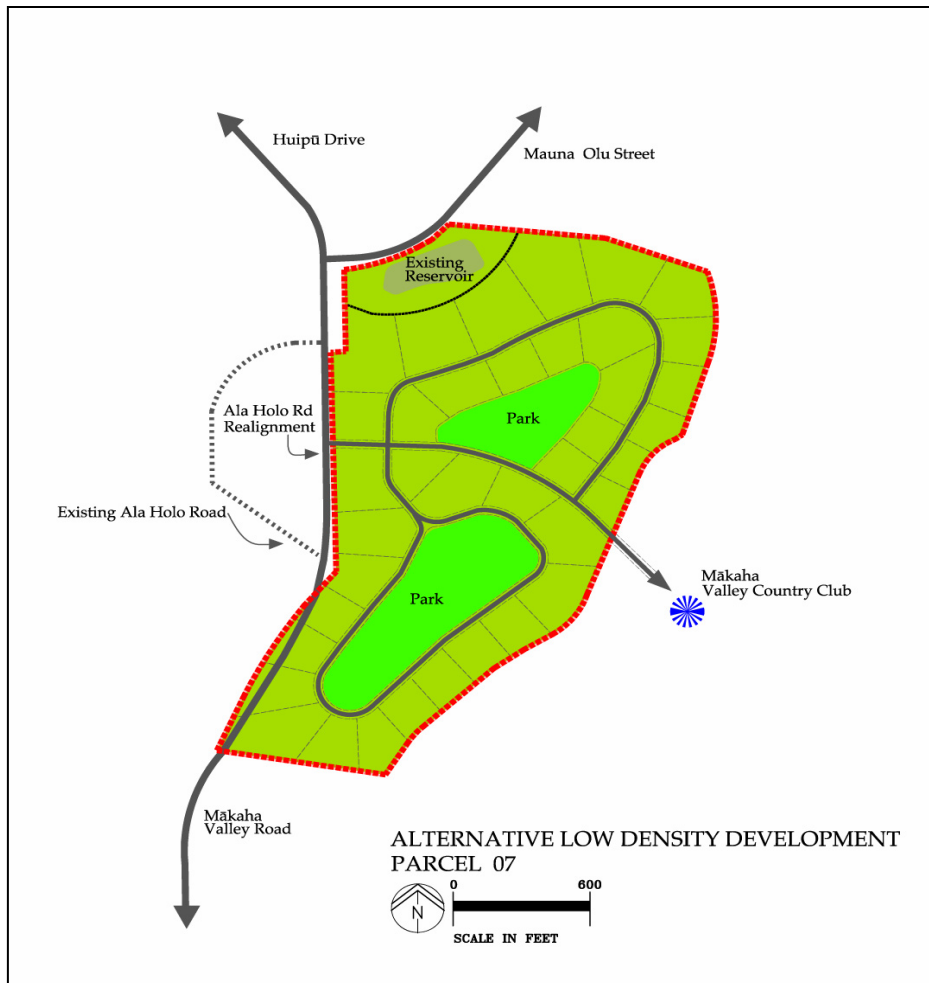 Huipū Drive
Mauna Olu Street
Existing
Reservoir
Ala Holo Rd
Realignment
Park
Existing Ala Holo Road
Mākaha
Valley Country Club
Park
Mākaha
Valley Road
ALTERNATIVE LOW DENSITY DEVELOPMENT
PARCEL 07
N
0 600
SCALE IN FEET